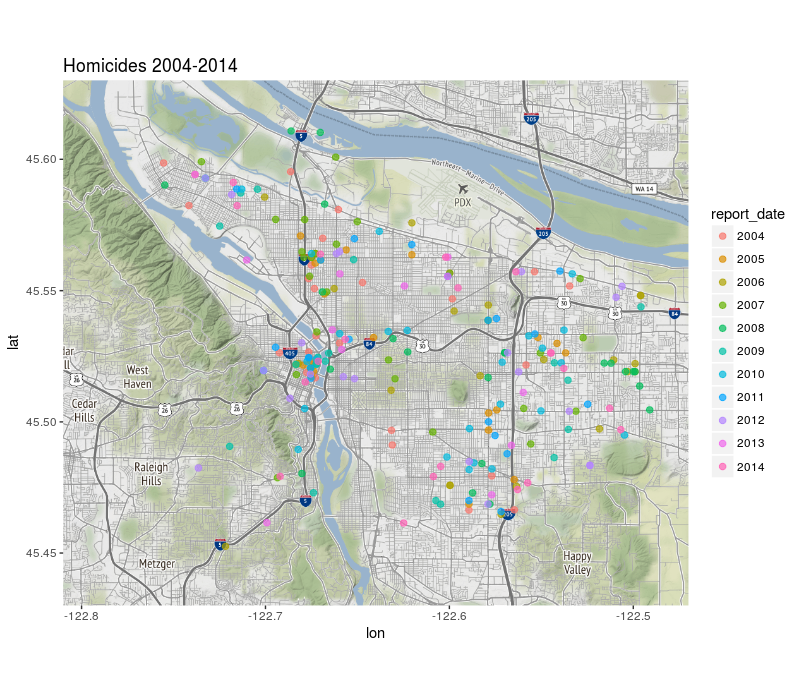 Homicides 2004-2014
lat
45.60
45.55
45.50
45.45
-122.8
-122.7
-122.6
-122.5
lon
report_date
2004
2005
2006
2007
2008
2009
2010
2011
2012
2013
2014
5
205
Northeast-Marine-Drive
WA 14
PDX
205
30
30
84
84
30
405
West
Haven
26
Cedar
Hills
26
26
Raleigh
Hills
5
205
5
Metzger
Happy
Valley